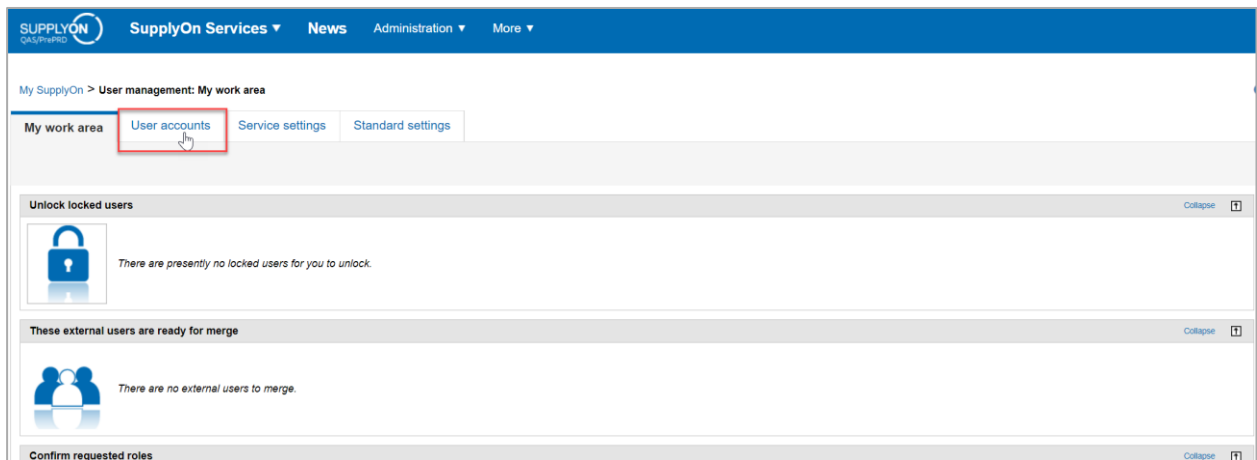 SUPPLYON
QAS/PrePRD
SupplyOn Services ▼ News Administration ▼ More ▼
My SupplyOn > User management: My work area
My work area User accounts Service settings Standard settings
Unlock locked users Collapse
There are presently no locked users for you to unlock.
These external users are ready for merge Collapse
There are no external users to merge.
Confirm requested roles Collapse